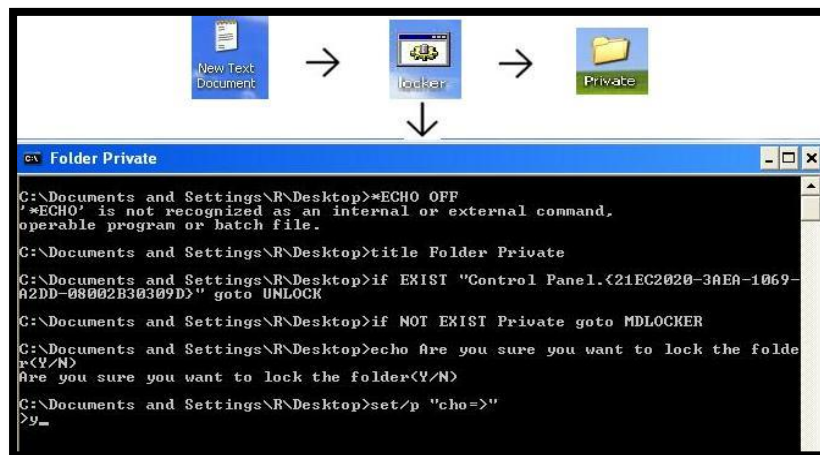 New Text
Document
locker
Private
C:\ Folder Private
C:\Documents and Settings\R\Desktop>*ECHO OFF
'*ECHO' is not recognized as an internal or external command,
operable program or batch file.
C:\Documents and Settings\R\Desktop>title Folder Private
C:\Documents and Settings\R\Desktop>if EXIST "Control Panel.{21EC2020-3AEA-1069-
A2DD-08002B30309D}" goto UNLOCK
C:\Documents and Settings\R\Desktop>if NOT EXIST Private goto MDLOCKER
C:\Documents and Settings\R\Desktop>echo Are you sure you want to lock the folde
r(Y/N)
Are you sure you want to lock the folder(Y/N)
C:\Documents and Settings\R\Desktop>set/p "cho=>"
>y_